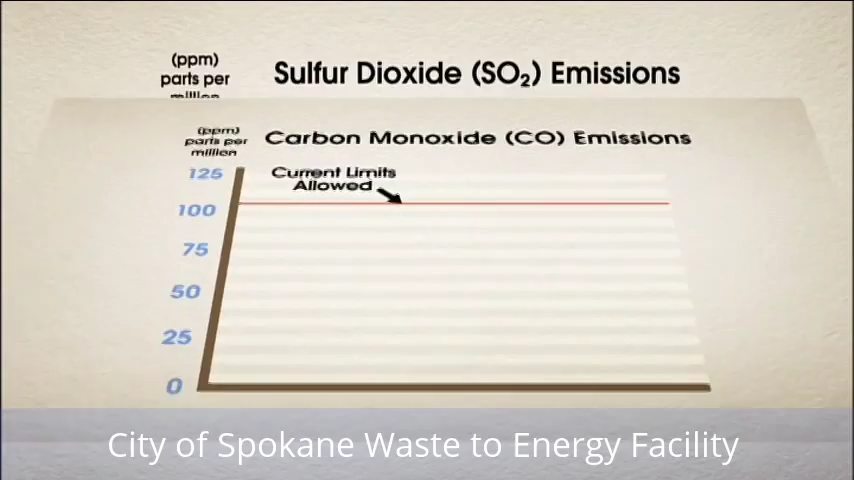 (ppm)
parts per
million
Sulfur Dioxide (SO₂) Emissions
(ppm)
parts per
million
Carbon Monoxide (CO) Emissions
Current Limits
Allowed
125
100
75
50
25
0
City of Spokane Waste to Energy Facility